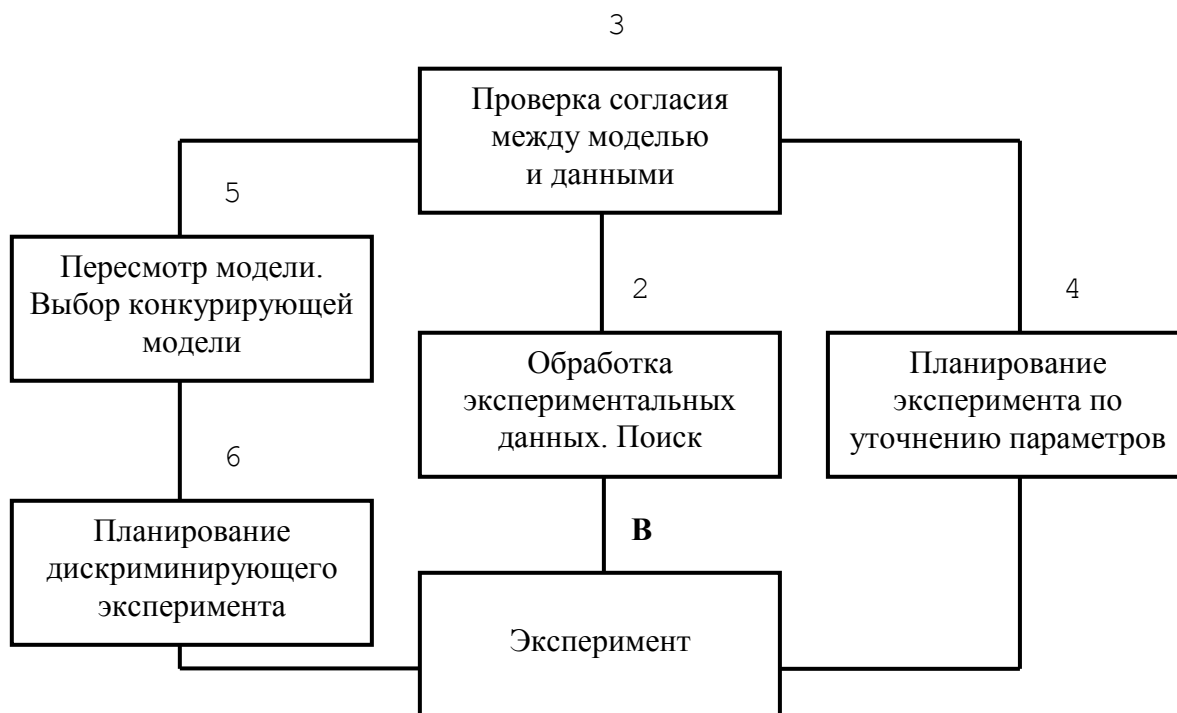 3
Проверка согласия
между моделью
и данными
5
Пересмотр модели.
Выбор конкурирующей
модели
2
4
Обработка
экспериментальных
данных. Поиск
Планирование
эксперимента по
уточнению параметров
6
Планирование
дискриминирующего
эксперимента
В
Эксперимент